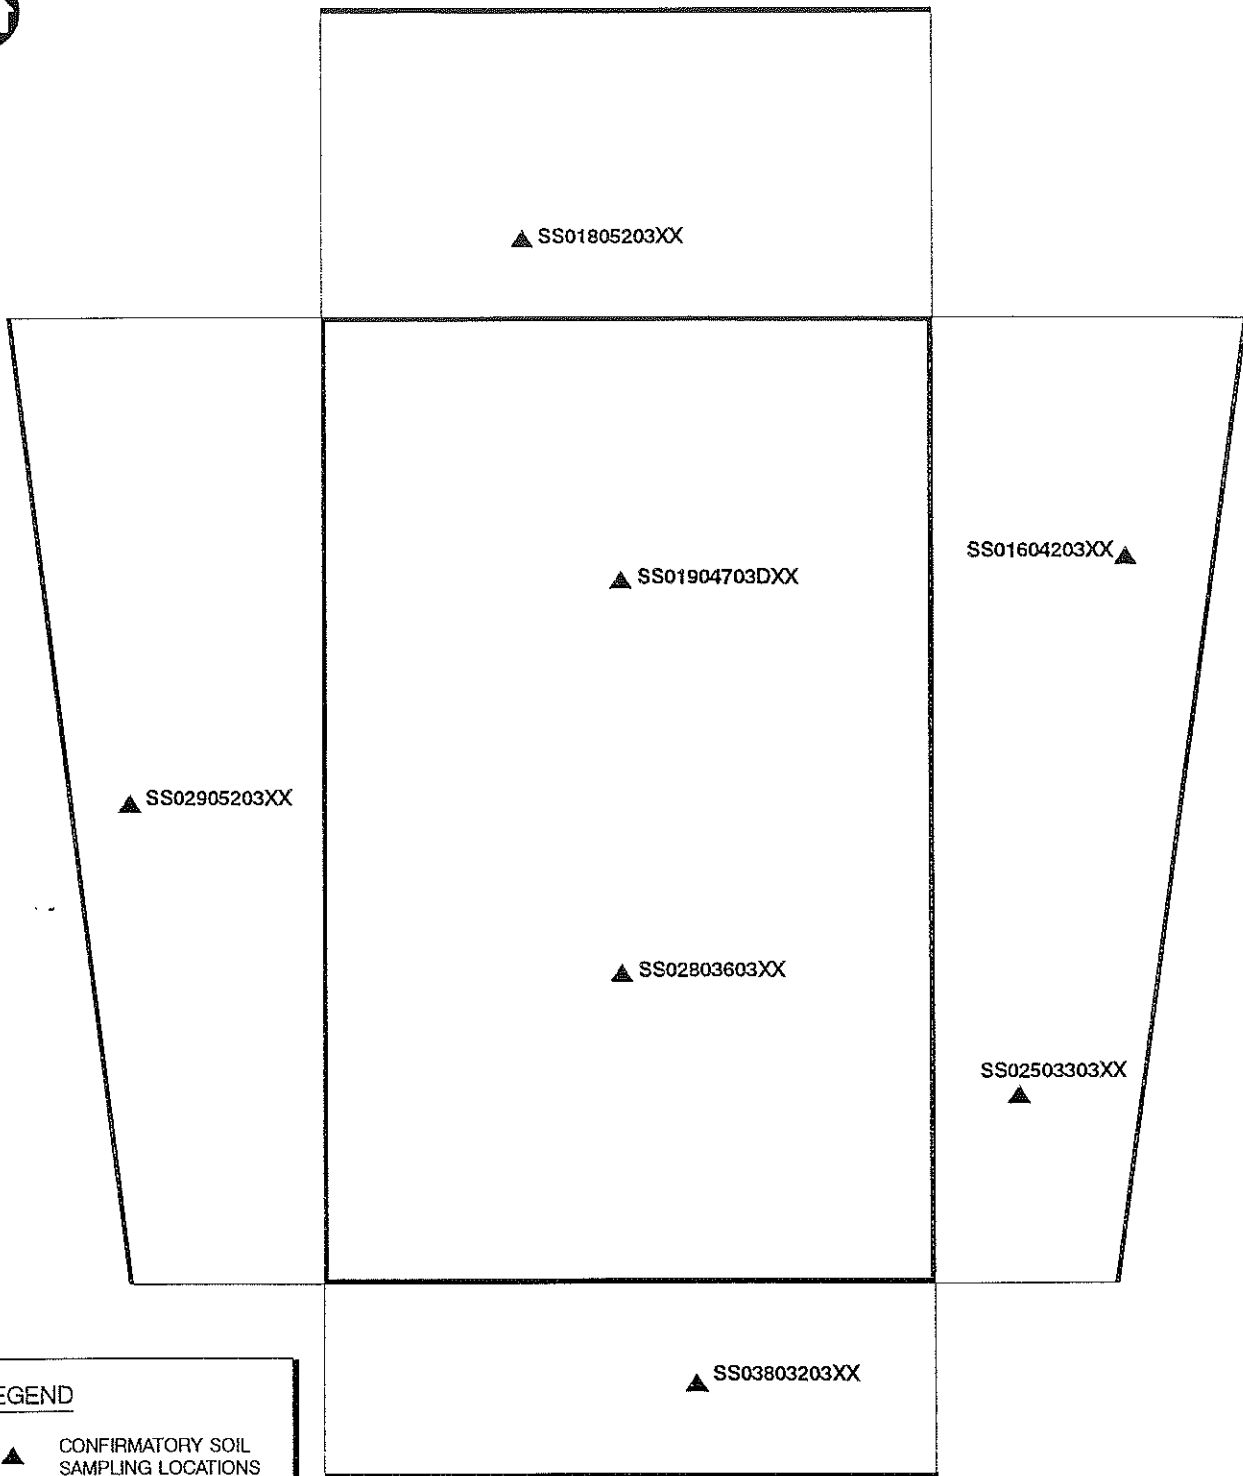 SS01805203XX
SS01604203XX
SS01904703DXX
SS02905203XX
SS02803603XX
SS02503303XX
SS03803203XX
EGEND
CONFIRMATORY SOIL
SAMPLING LOCATIONS